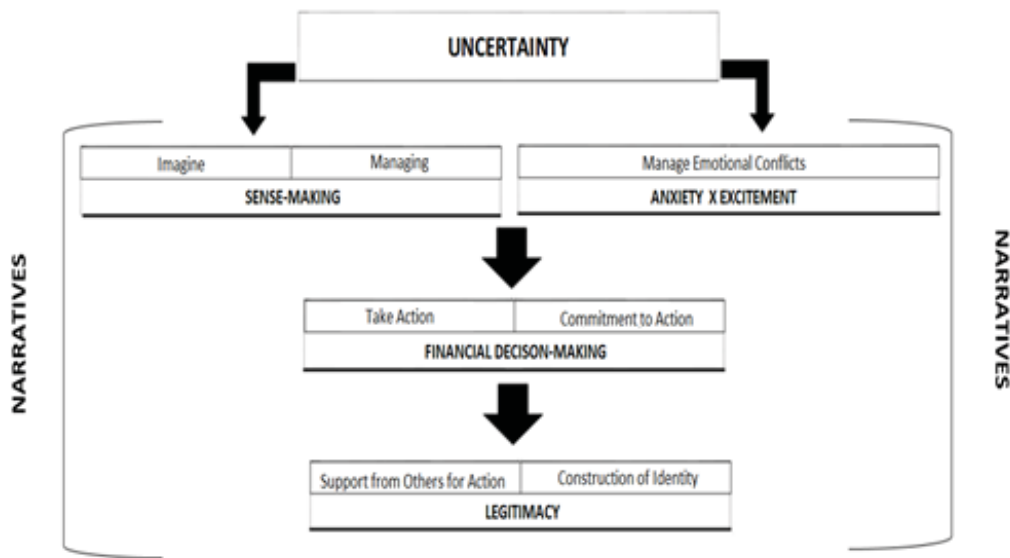 UNCERTAINTY
Imagine
Managing
SENSE-MAKING
Manage Emotional Conflicts
ANXIETY X EXCITEMENT
NARRATIVES
NARRATIVES
Take Action
Commitment to Action
FINANCIAL DECISON-MAKING
Support from Others for Action
Construction of Identity
LEGITIMACY